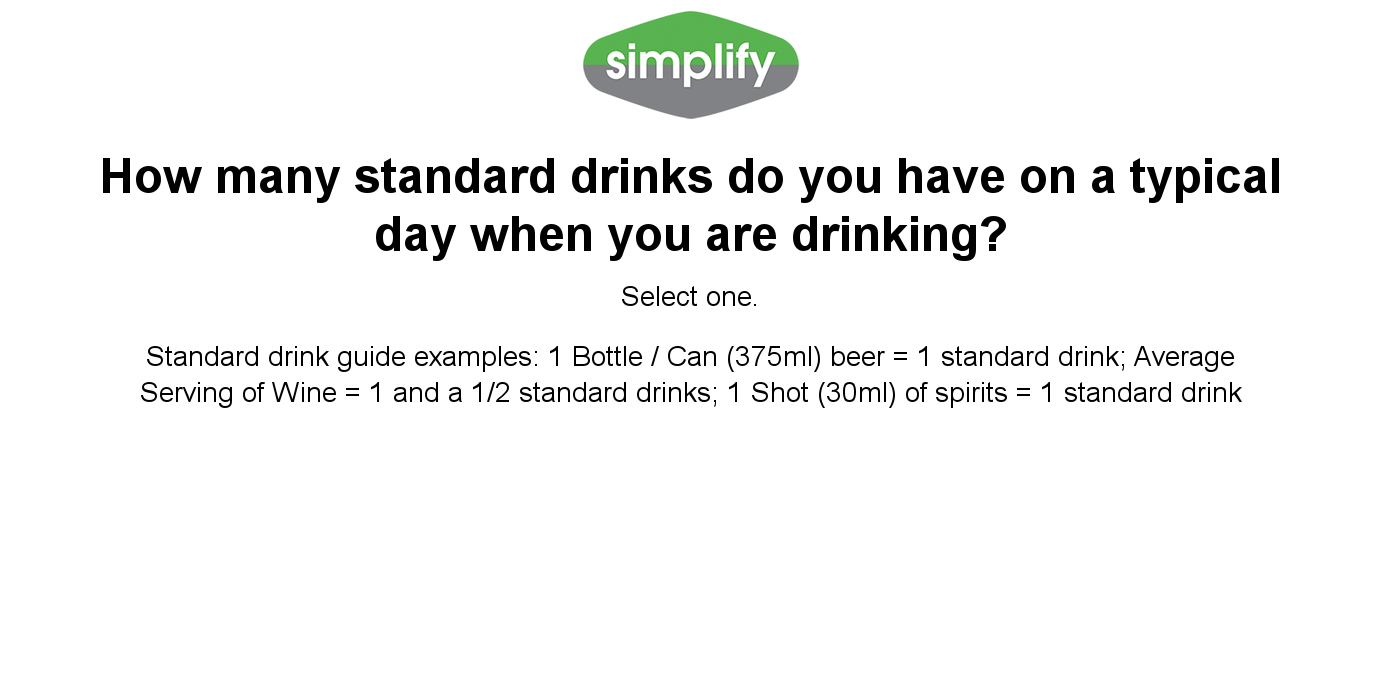 simplify
How many standard drinks do you have on a typical
day when you are drinking?
Select one.
Standard drink guide examples: 1 Bottle / Can (375ml) beer = 1 standard drink; Average
Serving of Wine = 1 and a 1/2 standard drinks; 1 Shot (30ml) of spirits = 1 standard drink